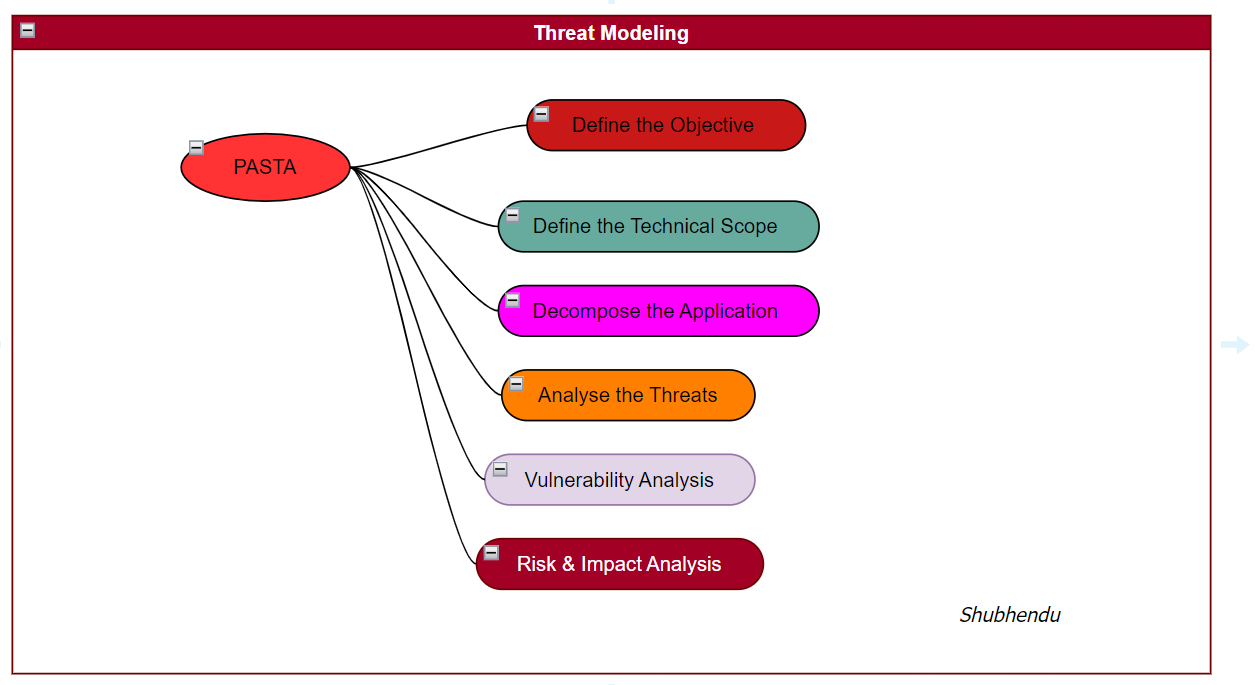 Threat Modeling
PASTA
Define the Objective
Define the Technical Scope
Decompose the Application
Analyse the Threats
Vulnerability Analysis
Risk & Impact Analysis
Shubhendu